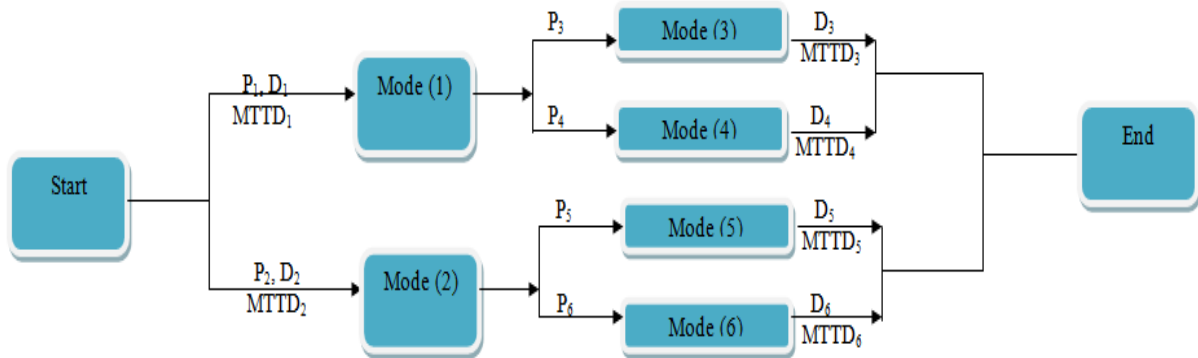 P₃
Mode (3)
D₃
MTTD₃
P₁, D₁
MTTD₁
Mode (1)
P₄
Mode (4)
D₄
MTTD₄
Start
End
P₅
Mode (5)
D₅
MTTD₅
P₂, D₂
MTTD₂
Mode (2)
P₆
Mode (6)
D₆
MTTD₆